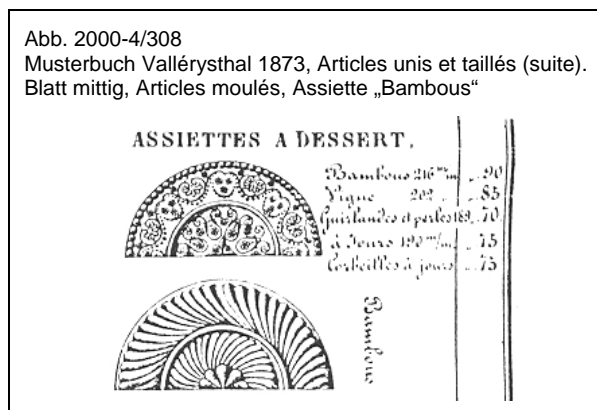 Abb. 2000-4/308
Musterbuch Vallérysthal 1873, Articles unis et taillés (suite).
Blatt mittig, Articles moulés, Assiette „Bambous“
ASSIETTES A DESSERT.
Bambous 216 m/m „ 90
Vigne 202 „ „ 85
Guirlandes et perles 189 „ 70
à Jours 190 m/m „ 75
Corbeilles à jours „ 75
Bambous